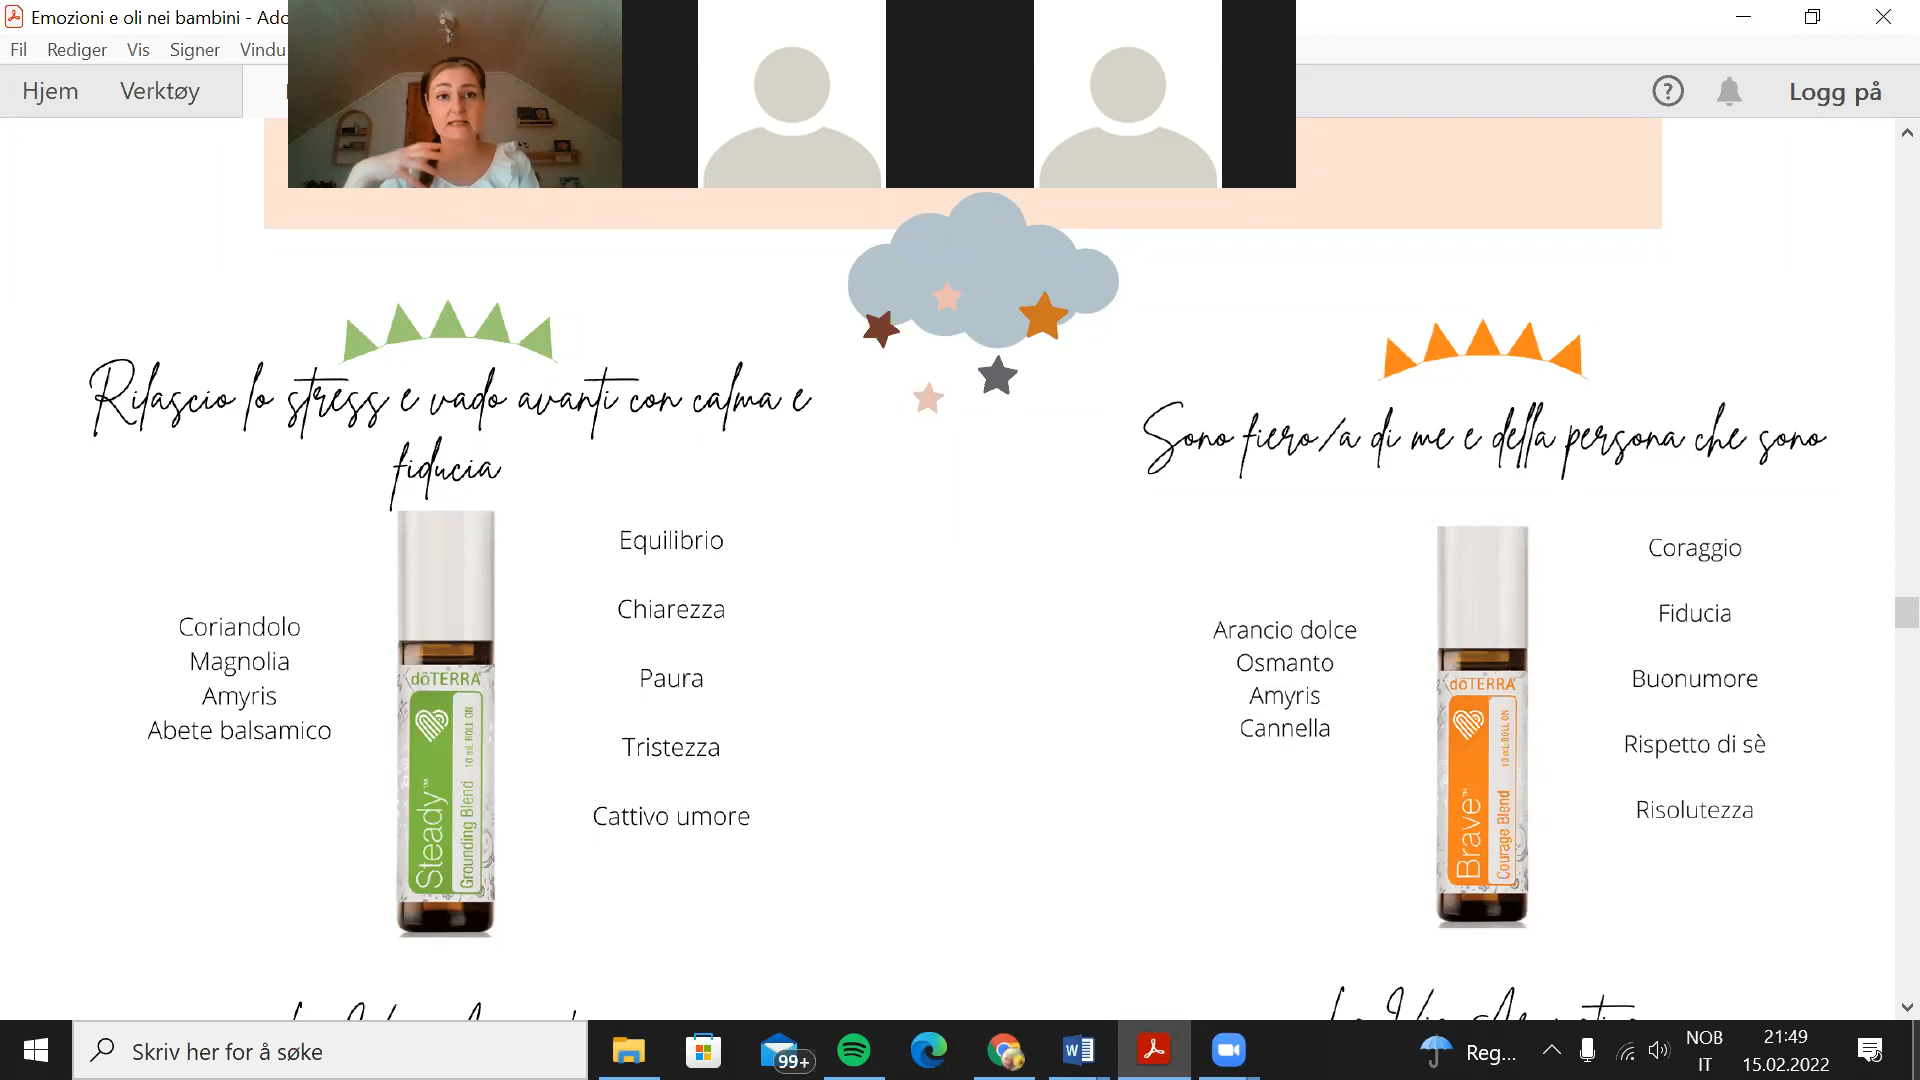 Emozioni e oli nei bambini - Ado
Fil Rediger Vis Signer Vindu
Hjem Verktøy
Logg på
Rilascio lo stress e vado avanti con calma e
fiducia
Coriandolo
Magnolia
Amyris
Abete balsamico
dōTERRA
Steady™
Grounding Blend 10 mL ROLL ON
Equilibrio
Chiarezza
Paura
Tristezza
Cattivo umore
Sono fiero/a di me e della persona che sono
Arancio dolce
Osmanto
Amyris
Cannella
dōTERRA
Brave™
Courage Blend 10 mL ROLL ON
Coraggio
Fiducia
Buonumore
Rispetto di sè
Risolutezza
Skriv her for å søke
99+
Reg...
NOB
IT
21:49
15.02.2022